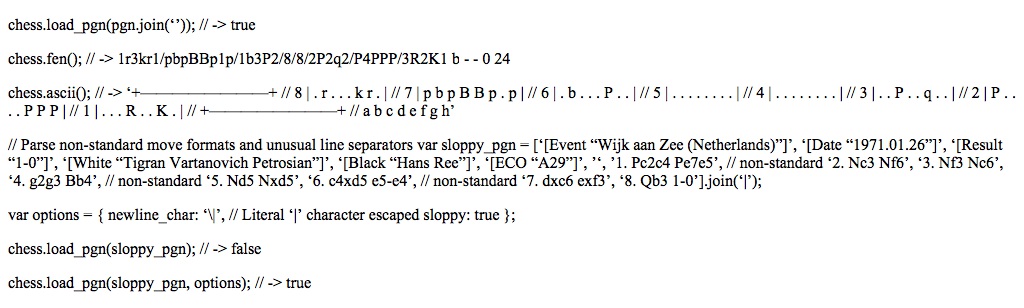 chess.load_pgn(pgn.join(‘’)); // -> true
chess.fen(); // -> 1r3kr1/pbpBBp1p/1b3P2/8/8/2P2q2/P4PPP/3R2K1 b - - 0 24
chess.ascii(); // -> ‘+————————+ // 8 | . r . . . k r . | // 7 | p b p B B p . p | // 6 | . b . . . P . . | // 5 | . . . . . . . . | // 4 | . . . . . . . . | // 3 | . . P . . q . . | // 2 | P . .
. . P P P | // 1 | . . . R . . K . | // +————————+ // a b c d e f g h’
// Parse non-standard move formats and unusual line separators var sloppy_pgn = [‘[Event “Wijk aan Zee (Netherlands)”]’, ‘[Date “1971.01.26”]’, ‘[Result
“1-0”]’, ‘[White “Tigran Vartanovich Petrosian”]’, ‘[Black “Hans Ree”]’, ‘[ECO “A29”]’, ’‘, ’1. Pc2c4 Pe7e5’, // non-standard ‘2. Nc3 Nf6’, ‘3. Nf3 Nc6’,
‘4. g2g3 Bb4’, // non-standard ‘5. Nd5 Nxd5’, ‘6. c4xd5 e5-e4’, // non-standard ‘7. dxc6 exf3’, ‘8. Qb3 1-0’].join(‘|’);
var options = { newline_char: ‘\|’, // Literal ‘|’ character escaped sloppy: true };
chess.load_pgn(sloppy_pgn); // -> false
chess.load_pgn(sloppy_pgn, options); // -> true